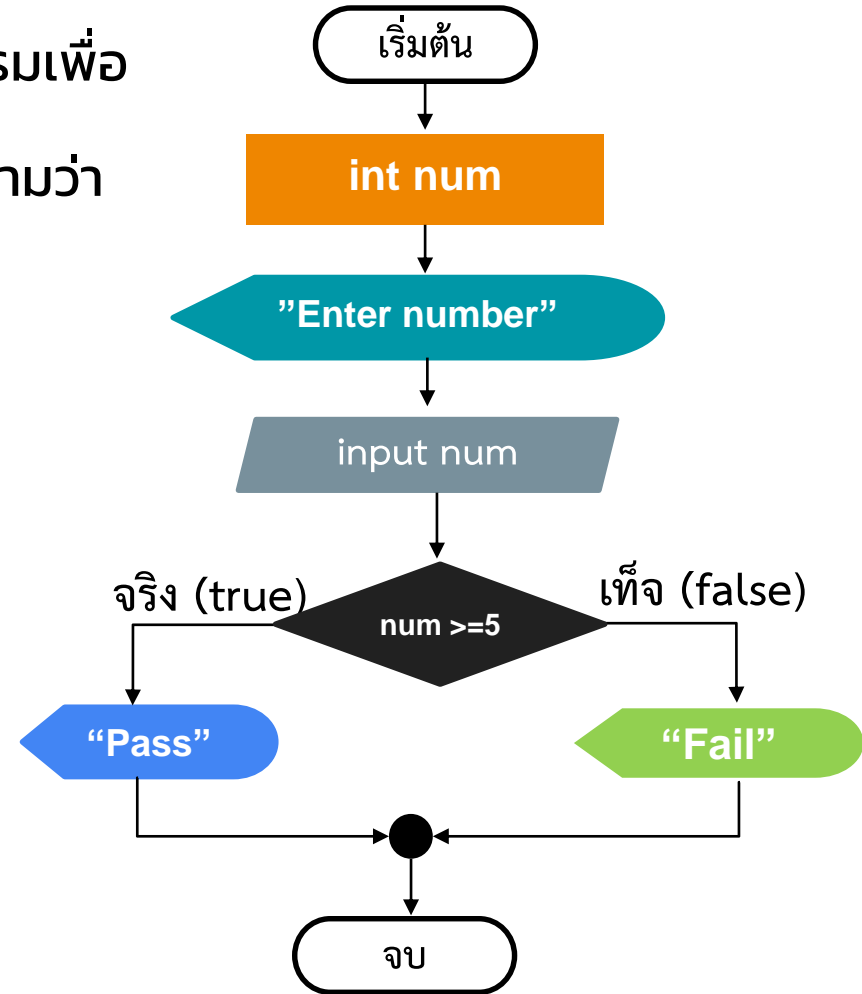 เริ่มต้น
รมเพื่อ
int num
ามว่า
”Enter number”
input num
จริง (true)
เท็จ (false)
num >=5
“Pass”
“Fail”
จบ